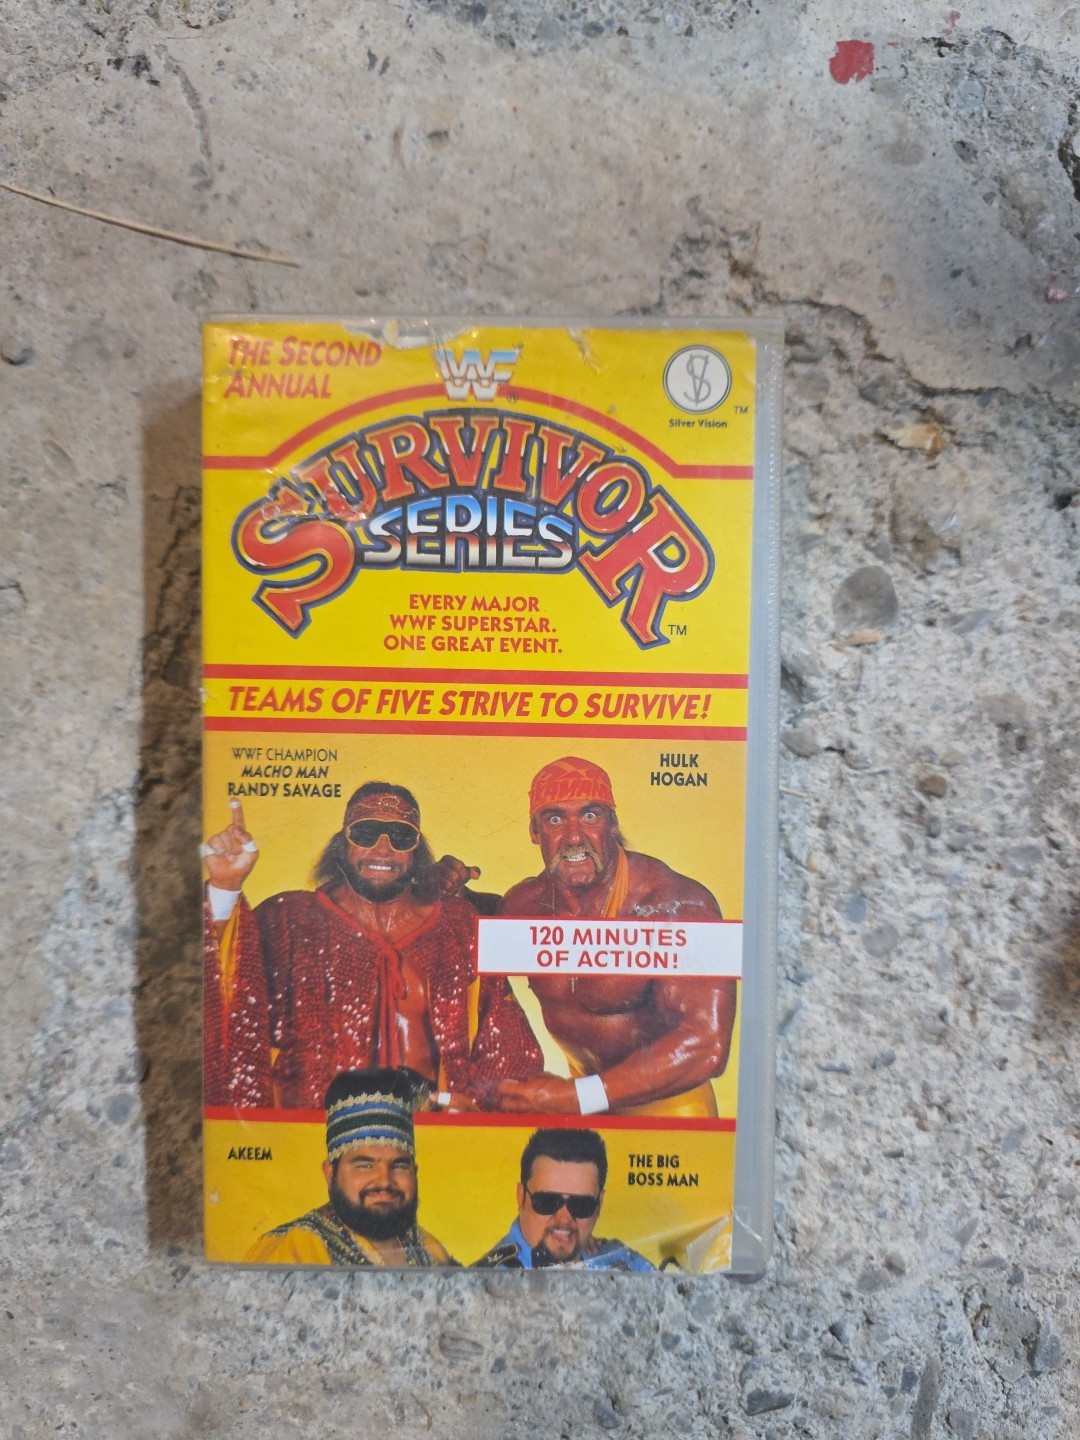 THE SECOND
ANNUAL
WF
SV
TM
Silver Vision
SURVIVOR
SERIES
TM
EVERY MAJOR
WWF SUPERSTAR.
ONE GREAT EVENT.
TEAMS OF FIVE STRIVE TO SURVIVE!
WWF CHAMPION
MACHO MAN
RANDY SAVAGE
HULK
HOGAN
120 MINUTES
OF ACTION!
AKEEM
THE BIG
BOSS MAN